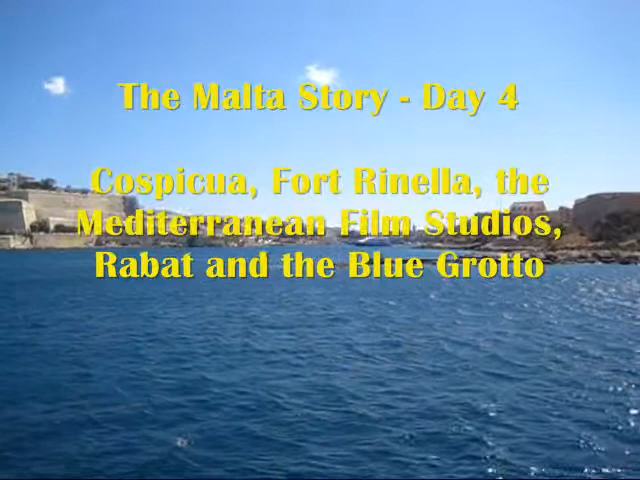 The Malta Story - Day 4
Cospicua, Fort Rinella, the
Mediterranean Film Studios,
Rabat and the Blue Grotto